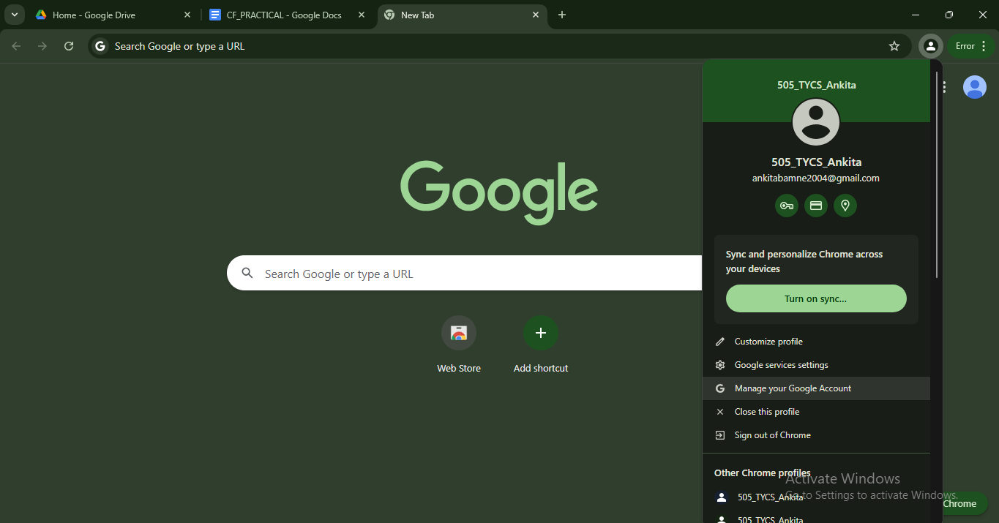 Home - Google Drive
CF_PRACTICAL - Google Docs
New Tab
Search Google or type a URL
Error
505_TYCS_Ankita
505_TYCS_Ankita
ankitabamne2004@gmail.com
Google
Sync and personalize Chrome across
your devices
Search Google or type a URL
Turn on sync...
Customize profile
Web Store
Add shortcut
Google services settings
Manage your Google Account
Close this profile
Sign out of Chrome
Other Chrome profiles
Activate Windows
505_TYCS_Ankita
Go to Settings to activate Windows.
Chrome
505_TYCS_Ankita